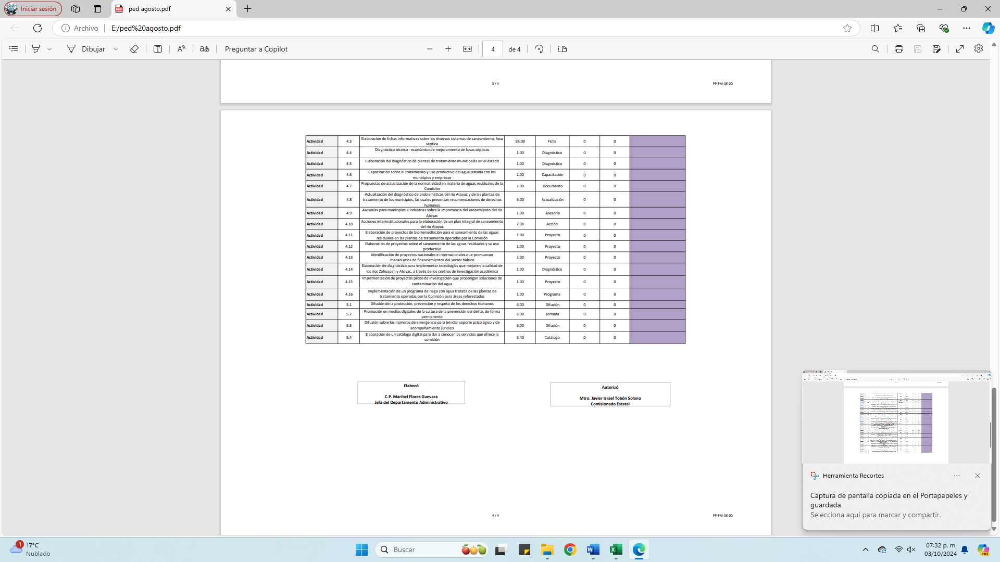 Iniciar sesión
ped agosto.pdf
Archivo
E:/ped%20agosto.pdf
Dibujar
Preguntar a Copilot
4 de 4
3 / 4 PP-FM-0E-00
Actividad 4.3 Elaboración de fichas informativas sobre los diversos sistemas de saneamiento, fosa séptica 98.00 Ficha 0 0
Actividad 4.4 Diagnóstico técnico - económico de mejoramiento de fosas sépticas 1.00 Diagnóstico 0 0
Actividad 4.5 Elaboración del diagnóstico de plantas de tratamiento municipales en el estado 1.00 Diagnóstico 0 0
Actividad 4.6 Capacitación sobre el tratamiento y uso productivo del agua tratada con los municipios y empresas 2.00 Capacitación 0 0
Actividad 4.7 Propuestas de actualización de la normatividad en materia de aguas residuales de la Comisión 2.00 Documento 0 0
Actividad 4.8 Actualización del diagnóstico de problemáticas del río Atoyac y de las plantas de tratamiento de los municipios, las cuales presentan recomendaciones de derechos humanos 6.00 Actualización 0 0
Actividad 4.9 Asesorías para municipios e industrias sobre la importancia del saneamiento del río Atoyac 1.00 Asesoría 0 0
Actividad 4.10 Acciones interinstitucionales para la elaboración de un plan integral de saneamiento del río Atoyac 2.00 Acción 0 0
Actividad 4.11 Elaboración de proyectos de biorremediación para el saneamiento de las aguas residuales en las plantas de tratamiento operadas por la Comisión 1.00 Proyecto 0 0
Actividad 4.12 Elaboración de proyectos sobre el saneamiento de las aguas residuales y su uso productivo 1.00 Proyecto 0 0
Actividad 4.13 Identificación de proyectos nacionales e internacionales que promuevan mecanismos de financiamientos del sector hídrico 2.00 Proyecto 0 0
Actividad 4.14 Elaboración de diagnóstico para implementar tecnologías que mejoren la calidad de los ríos Zahuapan y Atoyac, a través de los centros de investigación académica 1.00 Diagnóstico 0 0
Actividad 4.15 Implementación de proyectos piloto de investigación que propongan soluciones de contaminación del agua 1.00 Proyecto 0 0
Actividad 4.16 Implementación de un programa de riego con agua tratada de las plantas de tratamiento operadas por la Comisión para áreas reforestadas 1.00 Programa 0 0
Actividad 5.1 Difusión de la protección, prevención y respeto de los derechos humanos 6.00 Difusión 0 0
Actividad 5.2 Promoción en medios digitales de la cultura de la prevención del delito, de forma permanente 6.00 Jornada 0 0
Actividad 5.3 Difusión sobre los números de emergencia para brindar soporte psicológico y de acompañamiento jurídico 6.00 Difusión 0 0
Actividad 5.4 Elaboración de un catálogo digital para dar a conocer los servicios que ofrece la comisión 5.40 Catálogo 0 0
Elaboró
C.P. Maribel Flores Guevara
Jefa del Departamento Administrativo
Autorizó
Mtro. Javier Israel Tobón Solano
Comisionado Estatal
4 / 4 PP-FM-0E-00
Herramienta Recortes
Captura de pantalla copiada en el Portapapeles y
guardada
Selecciona aquí para marcar y compartir.
1
17°C
Nublado
Buscar
07:32 p. m.
03/10/2024
PRE